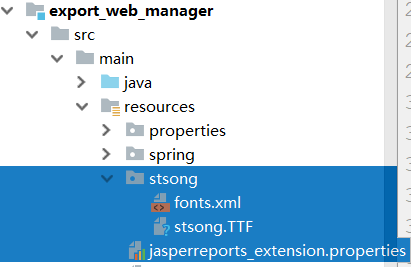 export_web_manager
src
main
java
resources
properties
spring
stsong
fonts.xml
stsong.TTF
jasperreports_extension.properties